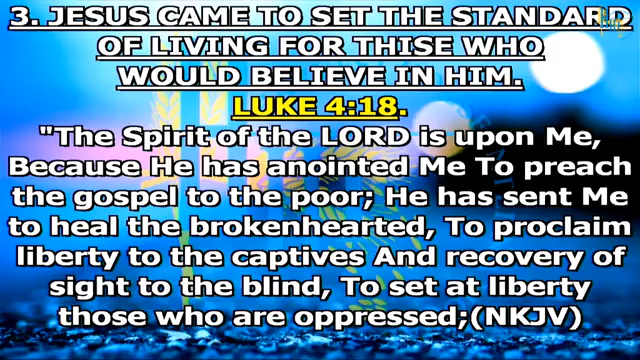 3. JESUS CAME TO SET THE STANDARD
OF LIVING FOR THISE WHO
WOULD BELIEVE IN HIM.
LUKE 4:18.
"The Spirit of the LORD is upon Me,
Because He has anointed Me To preach
the gospel to the poor; He has sent Me
to heal the brokenhearted, To proclaim
liberty to the captives And recovery of
sight to the blind, To set at liberty
those who are oppressed;(NKJV)